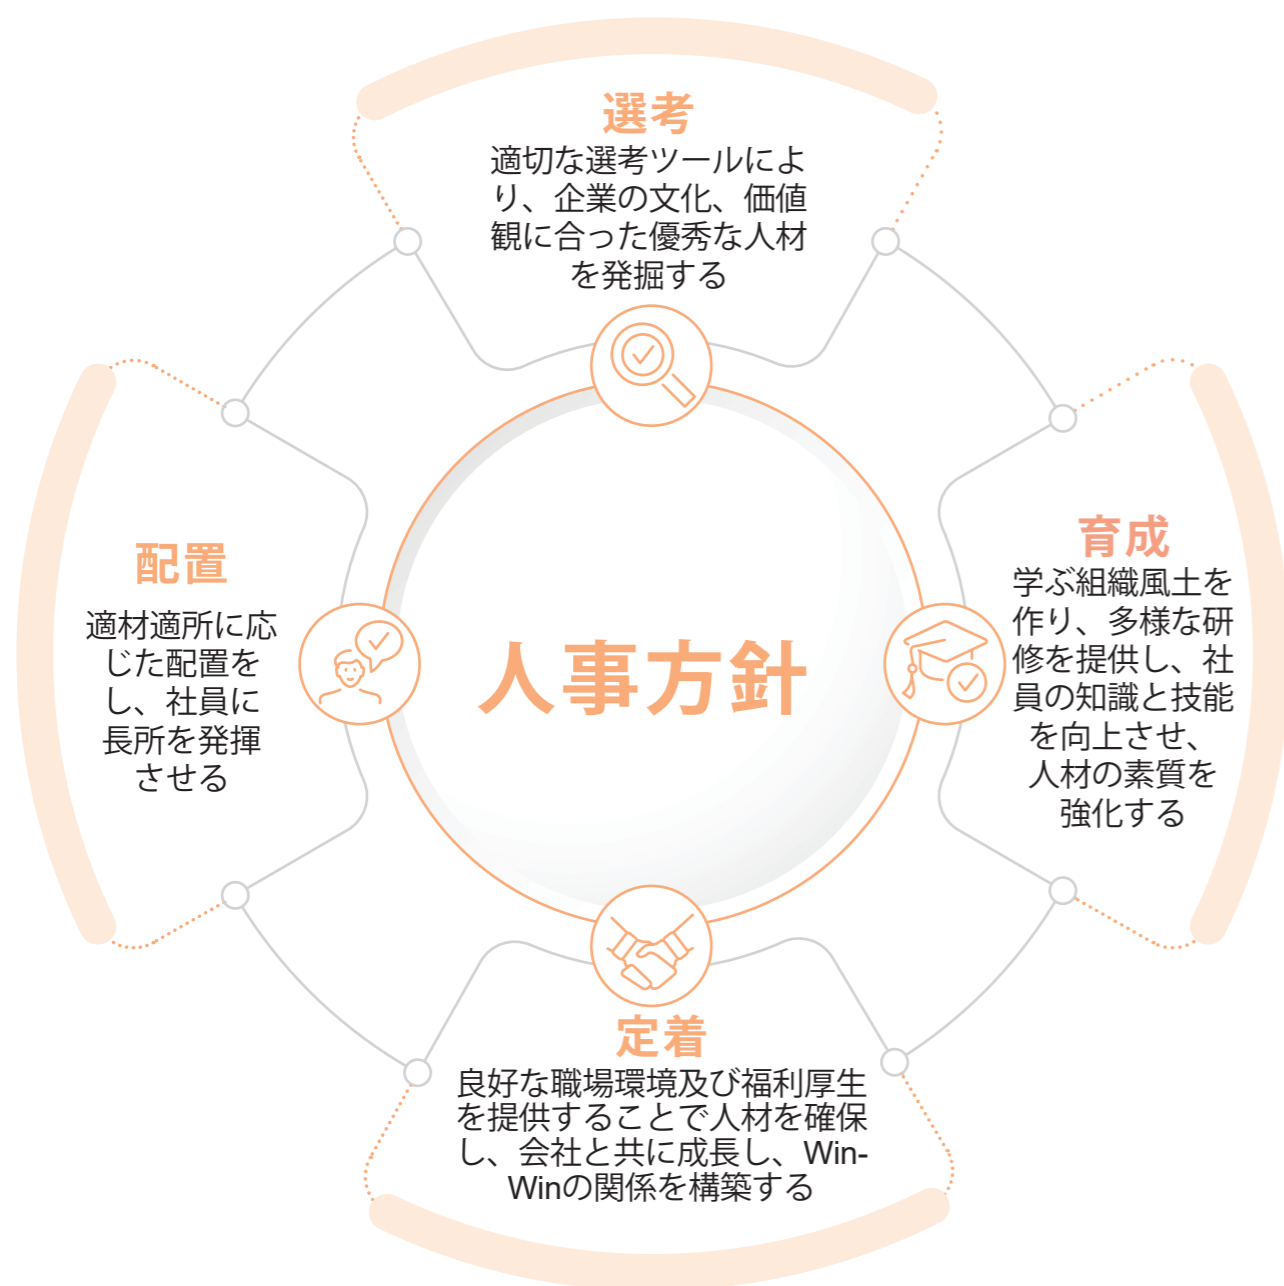 選考
適切な選考ツールによ
り、企業の文化、価値
観に合った優秀な人材
を発掘する
配置
適材適所に応
じた配置を
し、社員に
長所を発揮
させる
人事方針
育成
学ぶ組織風土を
作り、多様な研
修を提供し、社
員の知識と技能
を向上させ、
人材の素質を
強化する
定着
良好な職場環境及び福利厚生
を提供することで人材を確保
し、会社と共に成長し、Win-
Winの関係を構築する